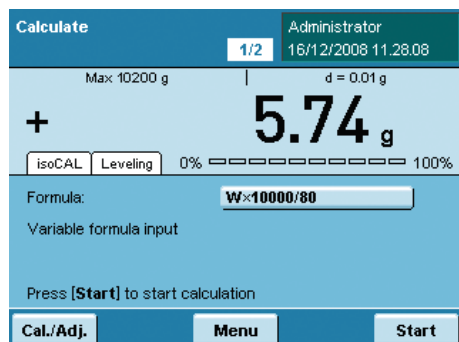 Calculate
Administrator
1/2
16/12/2008 11.28.08
Max 10200 g
d = 0.01 g
+ 5.74 g
isoCAL Leveling 0% 100%
Formula: W×10000/80
Variable formula input
Press [Start] to start calculation
Cal./Adj. Menu Start